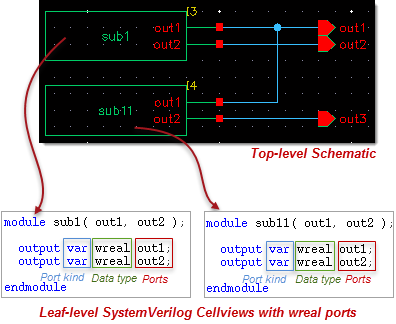 [3
sub1
out1
out2
out1
out2
[4
sub11
out1
out2
out3
Top-level Schematic
module sub1( out1, out2 );
output var wreal out1;
output var wreal out2;
Port kind Data type Ports
endmodule
module sub11( out1, out2 );
output var wreal out1;
output var wreal out2;
Port kind Data type Ports
endmodule
Leaf-level SystemVerilog Cellviews with wreal ports